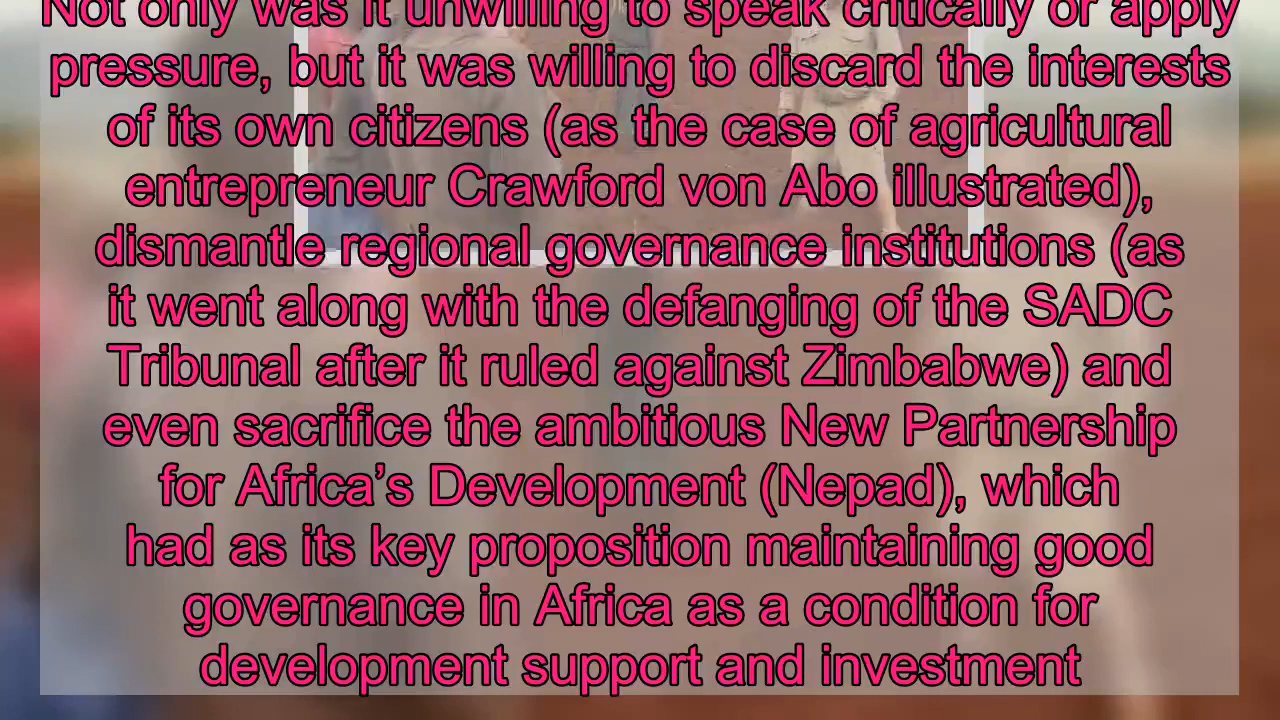 Not only was it unwilling to speak critically or apply
pressure, but it was willing to discard the interests
of its own citizens (as the case of agricultural
entrepreneur Crawford von Abo illustrated),
dismantle regional governance institutions (as
it went along with the defanging of the SADC
Tribunal after it ruled against Zimbabwe) and
even sacrifice the ambitious New Partnership
for Africa’s Development (Nepad), which
had as its key proposition maintaining good
governance in Africa as a condition for
development support and investment